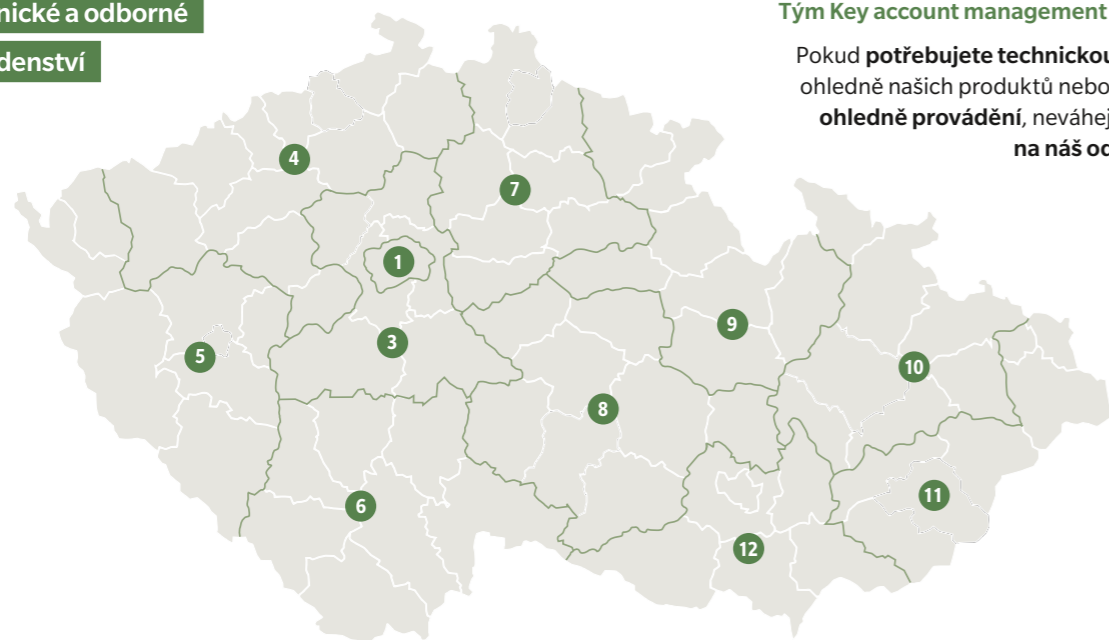 nické a odborné
denství
Tým Key account management
Pokud potřebujete technickou
ohledně našich produktů nebo
ohledně provádění, neváhej
na náš od
4
7
1
9
3
5
10
8
11
6
12